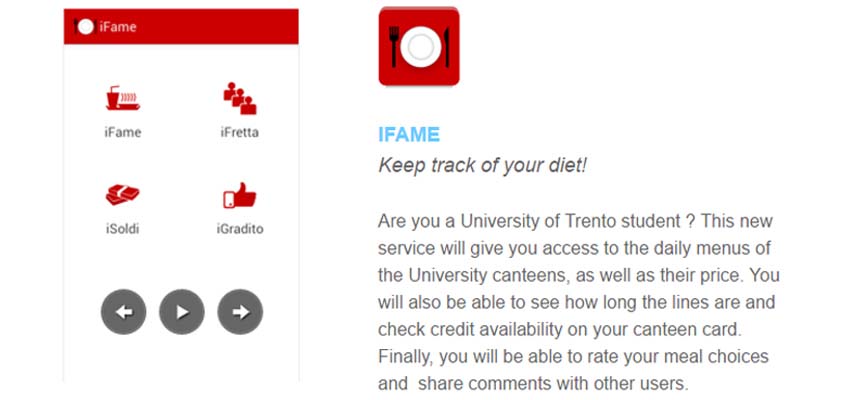 iFame
iFame
iFretta
iSoldi
iGradito
IFAME
Keep track of your diet!
Are you a University of Trento student ? This new
service will give you access to the daily menus of
the University canteens, as well as their price. You
will also be able to see how long the lines are and
check credit availability on your canteen card.
Finally, you will be able to rate your meal choices
and  share comments with other users.